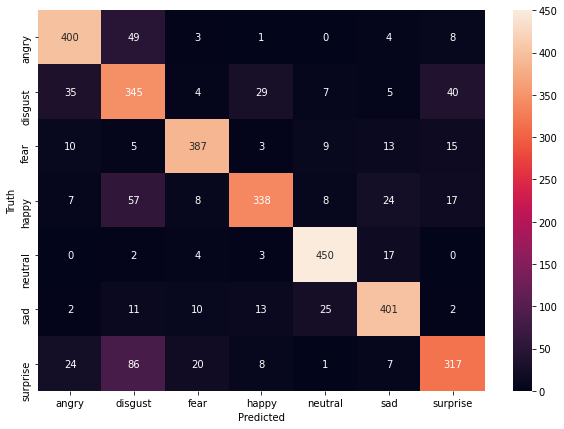 angry 400 49 3 1 0 4 8
disgust 35 345 4 29 7 5 40
fear 10 5 387 3 9 13 15
happy 7 57 8 338 8 24 17
neutral 0 2 4 3 450 17 0
sad 2 11 10 13 25 401 2
surprise 24 86 20 8 1 7 317
Truth
angry disgust fear happy neutral sad surprise
Predicted
450
400
350
300
250
200
150
100
50
0